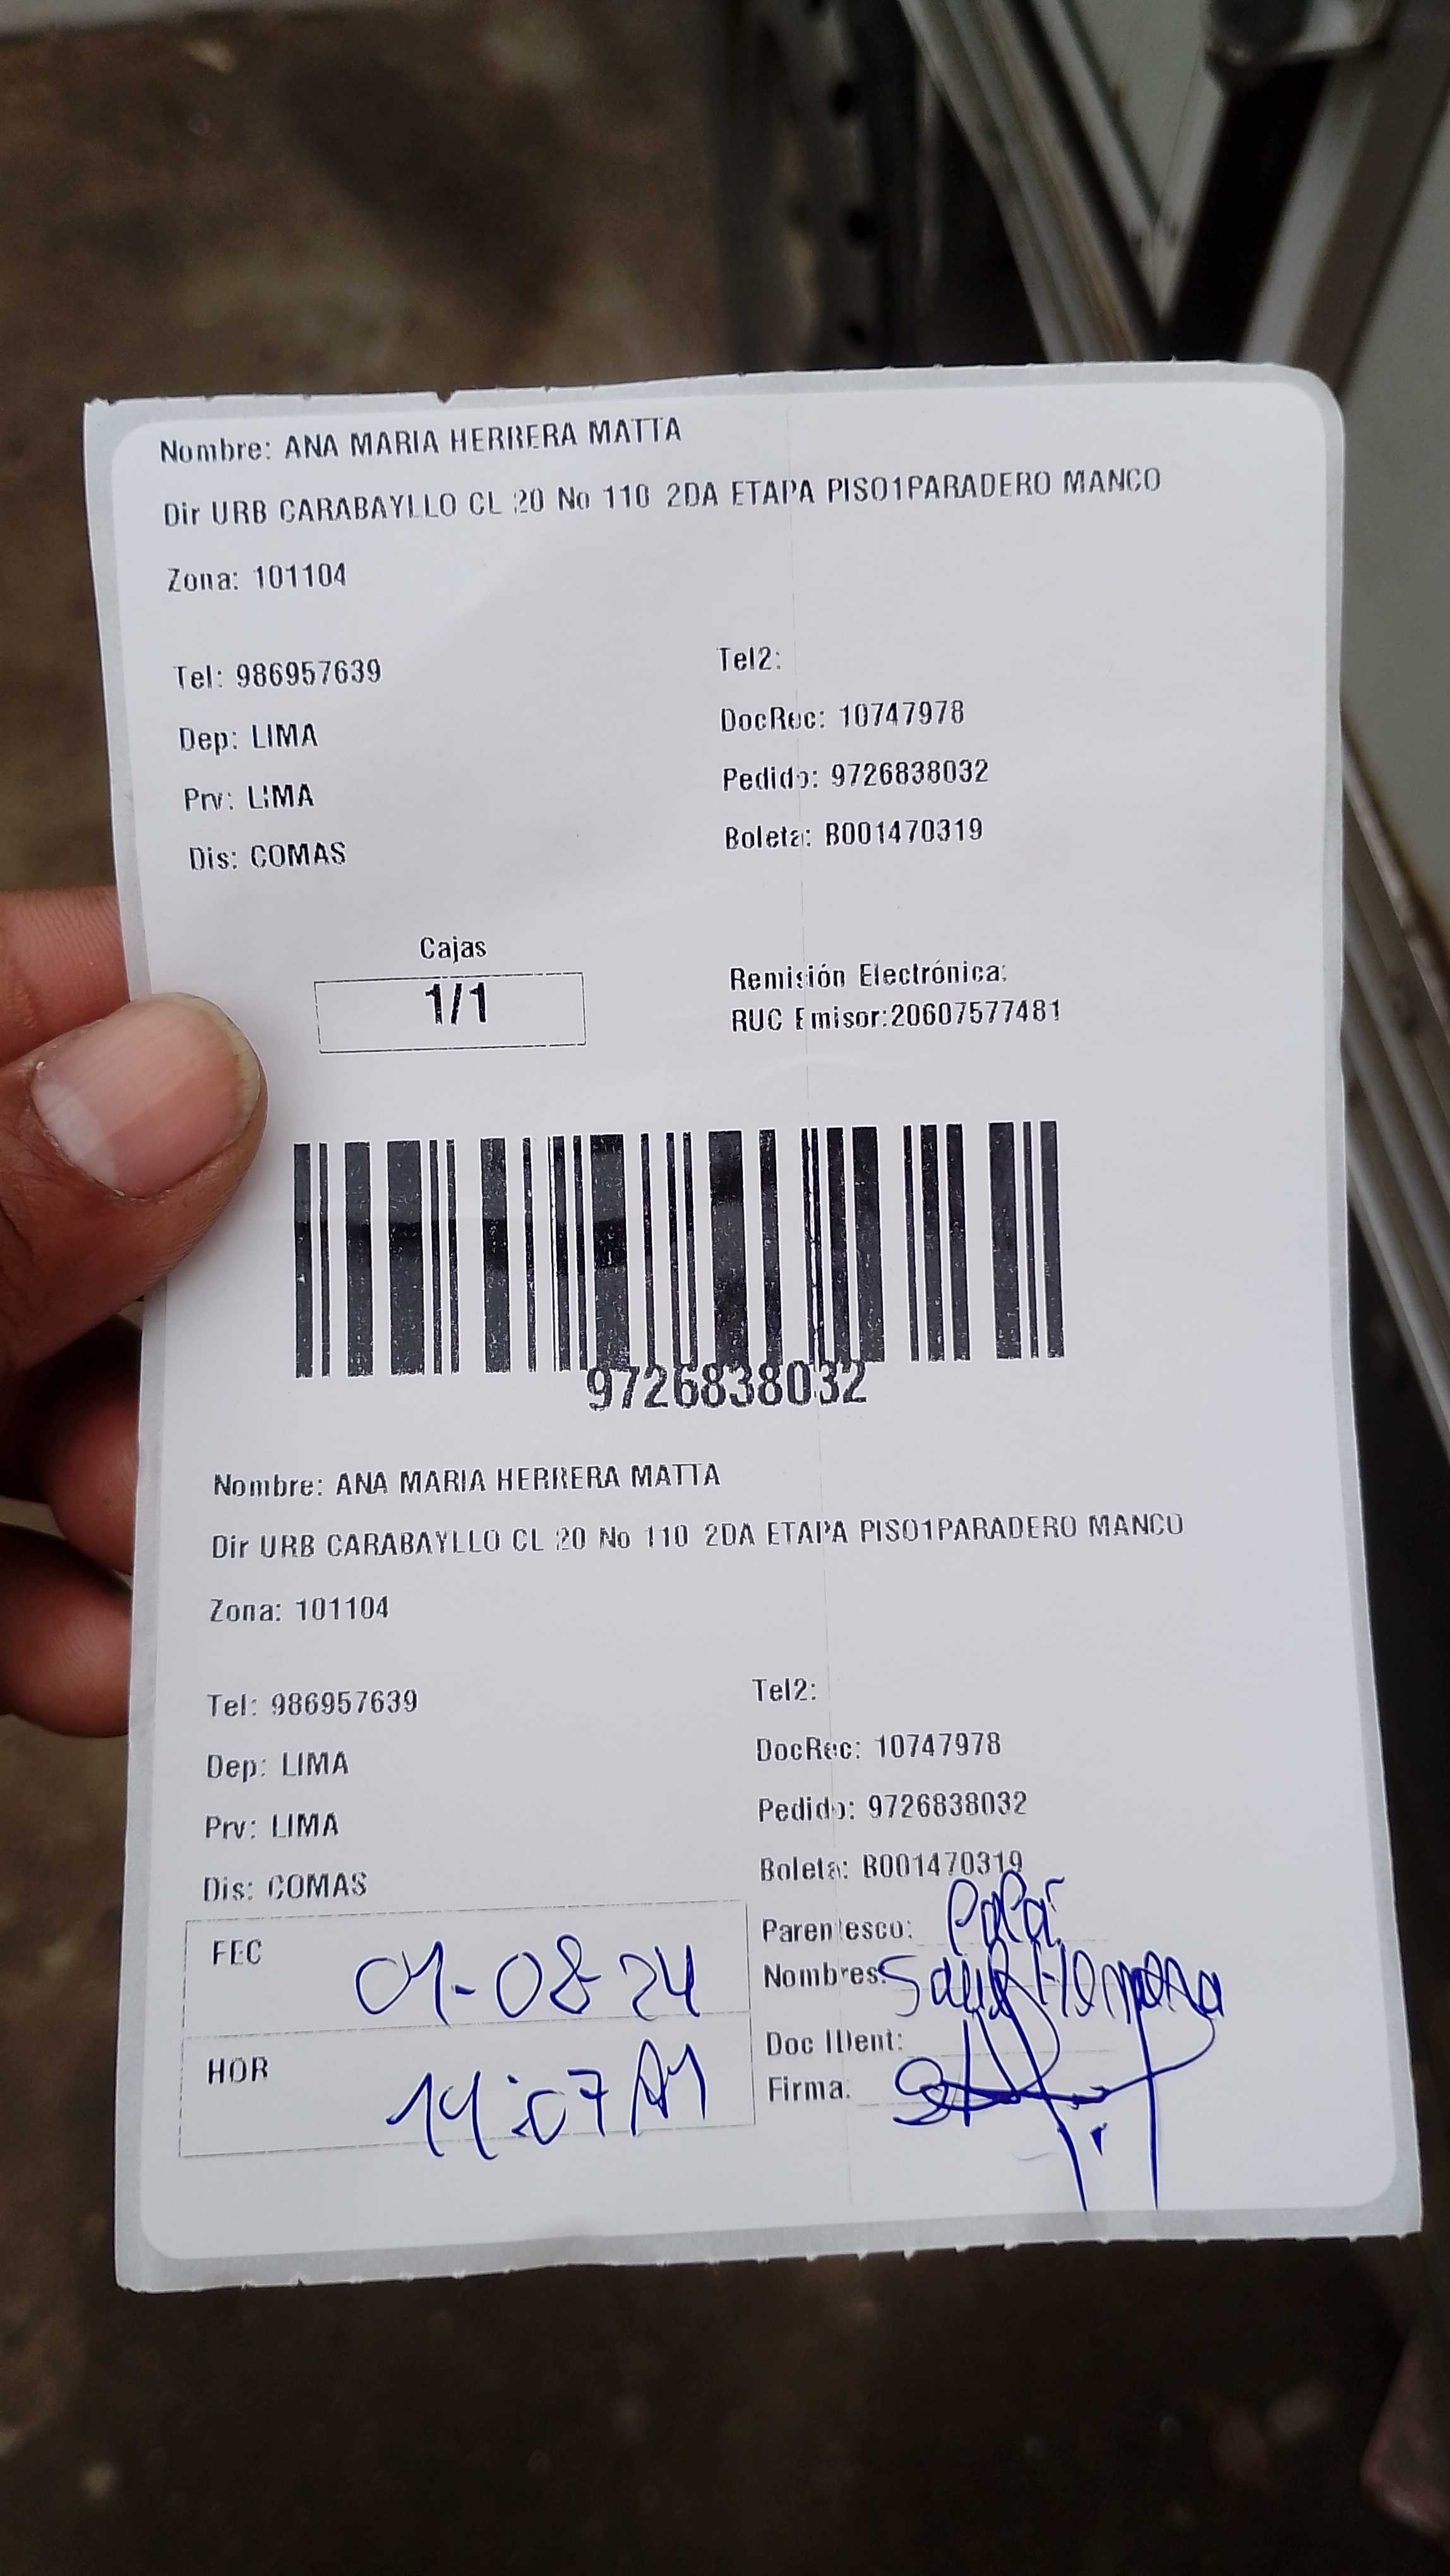 Nombre: ANA MARIA HERRERA MATTA
Dir URB CARABAYLLO CL 20 No 110 2DA ETAPA PISO1PARADERO MANCO
Zona: 101104
Tel: 986957639
Tel2:
Dep: LIMA
DocRec: 10747978
Prv: LIMA
Pedido: 9726838032
Dis: COMAS
Boleta: B001470319
Cajas
1/1
Remisión Electrónica:
RUC Emisor:20607577481
9726838032
Nombre: ANA MARIA HERRERA MATTA
Dir URB CARABAYLLO CL 20 No 110 2DA ETAPA PISO1PARADERO MANCO
Zona: 101104
Tel: 986957639
Tel2:
Dep: LIMA
DocRec: 10747978
Prv: LIMA
Pedido: 9726838032
Dis: COMAS
Boleta: B001470319
FEC 01-08-24
Parentesco: Papá
Nombres: Herrera
HOR
Doc IDent:
Firma: